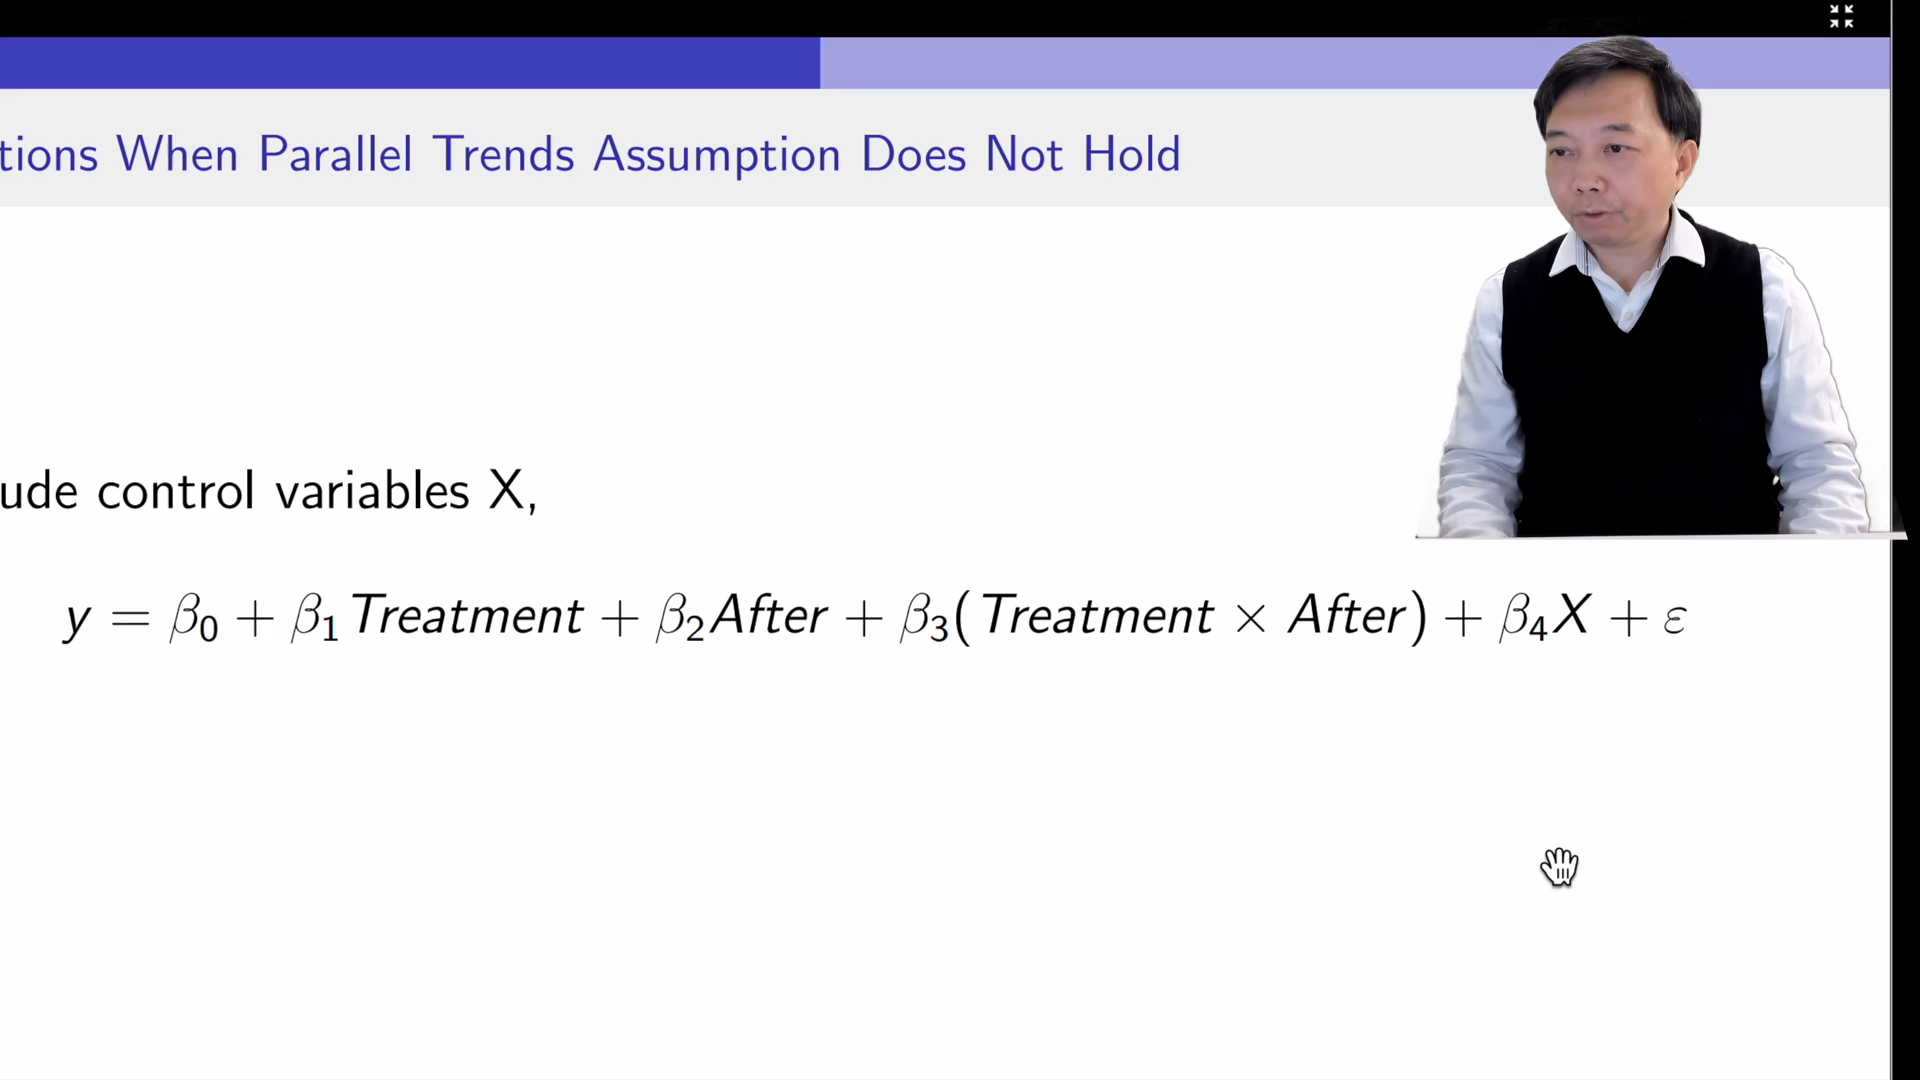 tions When Parallel Trends Assumption Does Not Hold
ude control variables X,
y = β₀ + β₁Treatment + β₂After + β₃(Treatment × After) + β₄X + ε